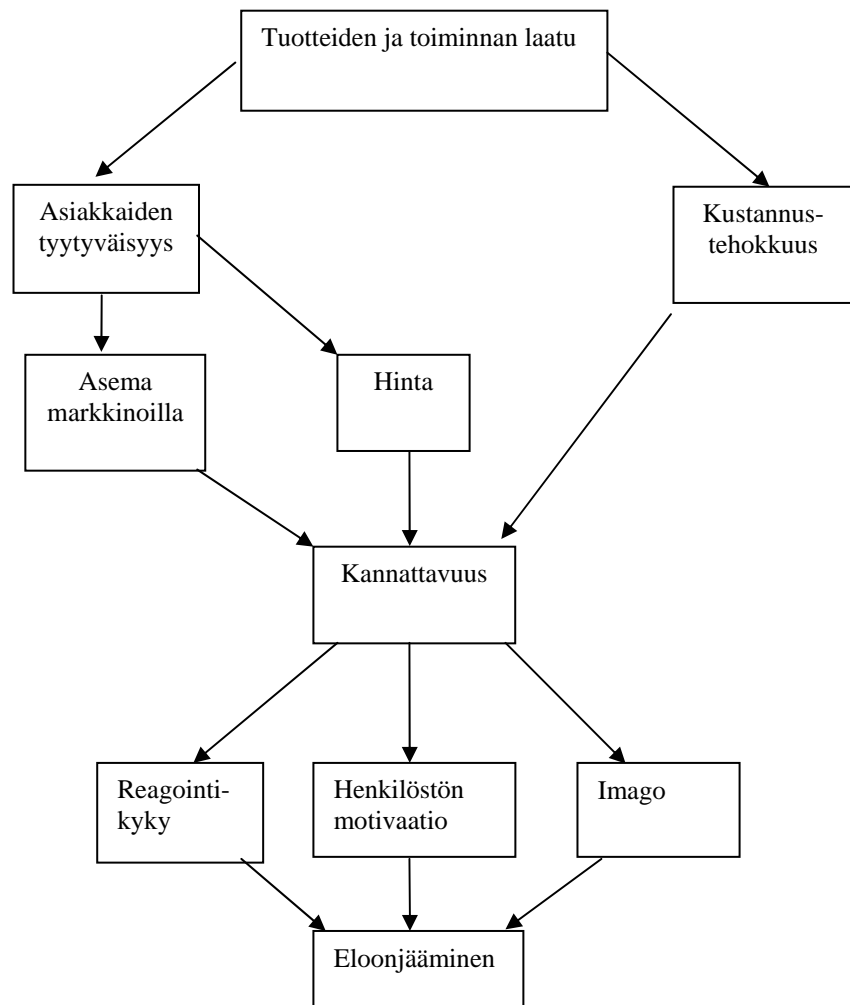 Tuotteiden ja toiminnan laatu
Asiakkaiden
tyytyväisyys
Kustannus-
tehokkuus
Asema
markkinoilla
Hinta
Kannattavuus
Reagointi-
kyky
Henkilöstön
motivaatio
Imago
Eloonjääminen